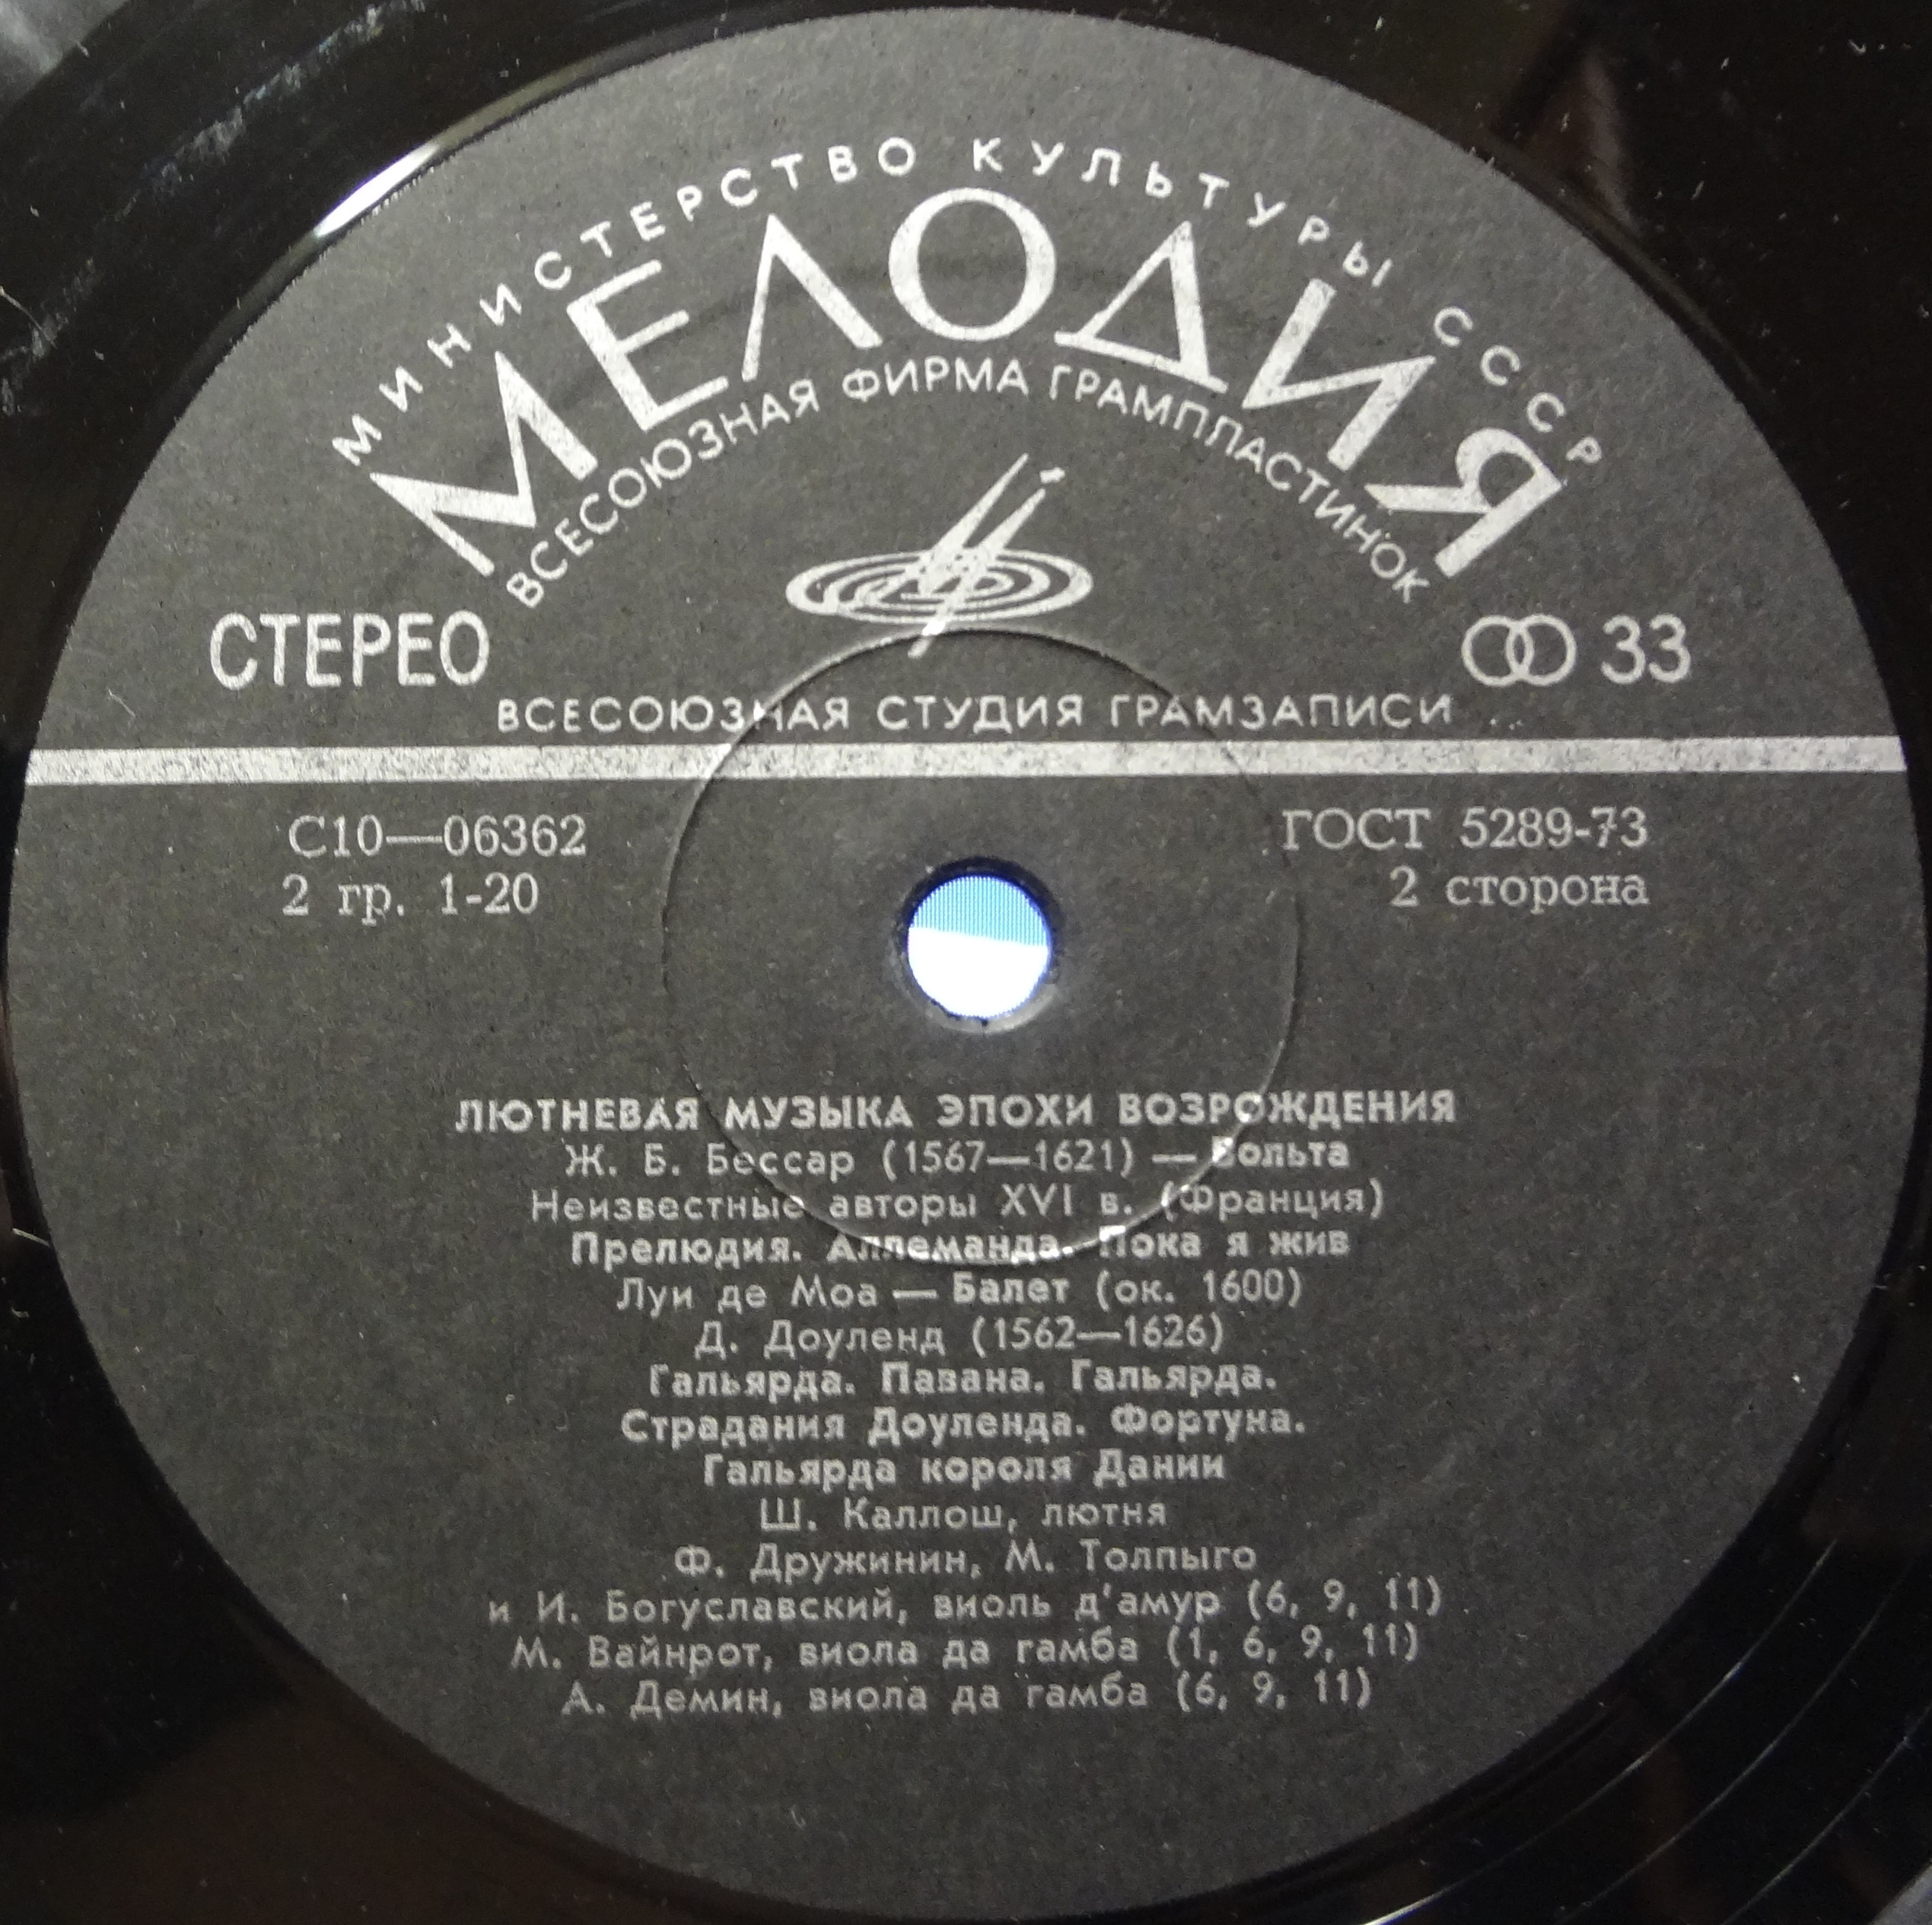 МИНИСТЕРСТВО КУЛЬТУРЫ СССР
МЕЛОДИЯ
ВСЕСОЮЗНАЯ ФИРМА ГРАМПЛАСТИНОК
СТЕРЕО
33
ВСЕСОЮЗНАЯ СТУДИЯ ГРАМЗАПИСИ
С10—06362
ГОСТ 5289-73
2 гр. 1-20
2 сторона
ЛЮТНЕВАЯ МУЗЫКА ЭПОХИ ВОЗРОЖДЕНИЯ
Ж. Б. Бессар (1567—1621) — Вольта
Неизвестные авторы XVI в. (Франция)
Прелюдия. Аллеманда. Пока я жив
Луи де Моа — Балет (ок. 1600)
Д. Доуленд (1562—1626)
Гальярда. Павана. Гальярда.
Страдания Доуленда. Фортуна.
Гальярда короля Дании
Ш. Каллош, лютня
Ф. Дружинин, М. Толпыго
и И. Богуславский, виоль д'амур (6, 9, 11)
М. Вайнрот, виола да гамба (1, 6, 9, 11)
А. Демин, виола да гамба (6, 9, 11)